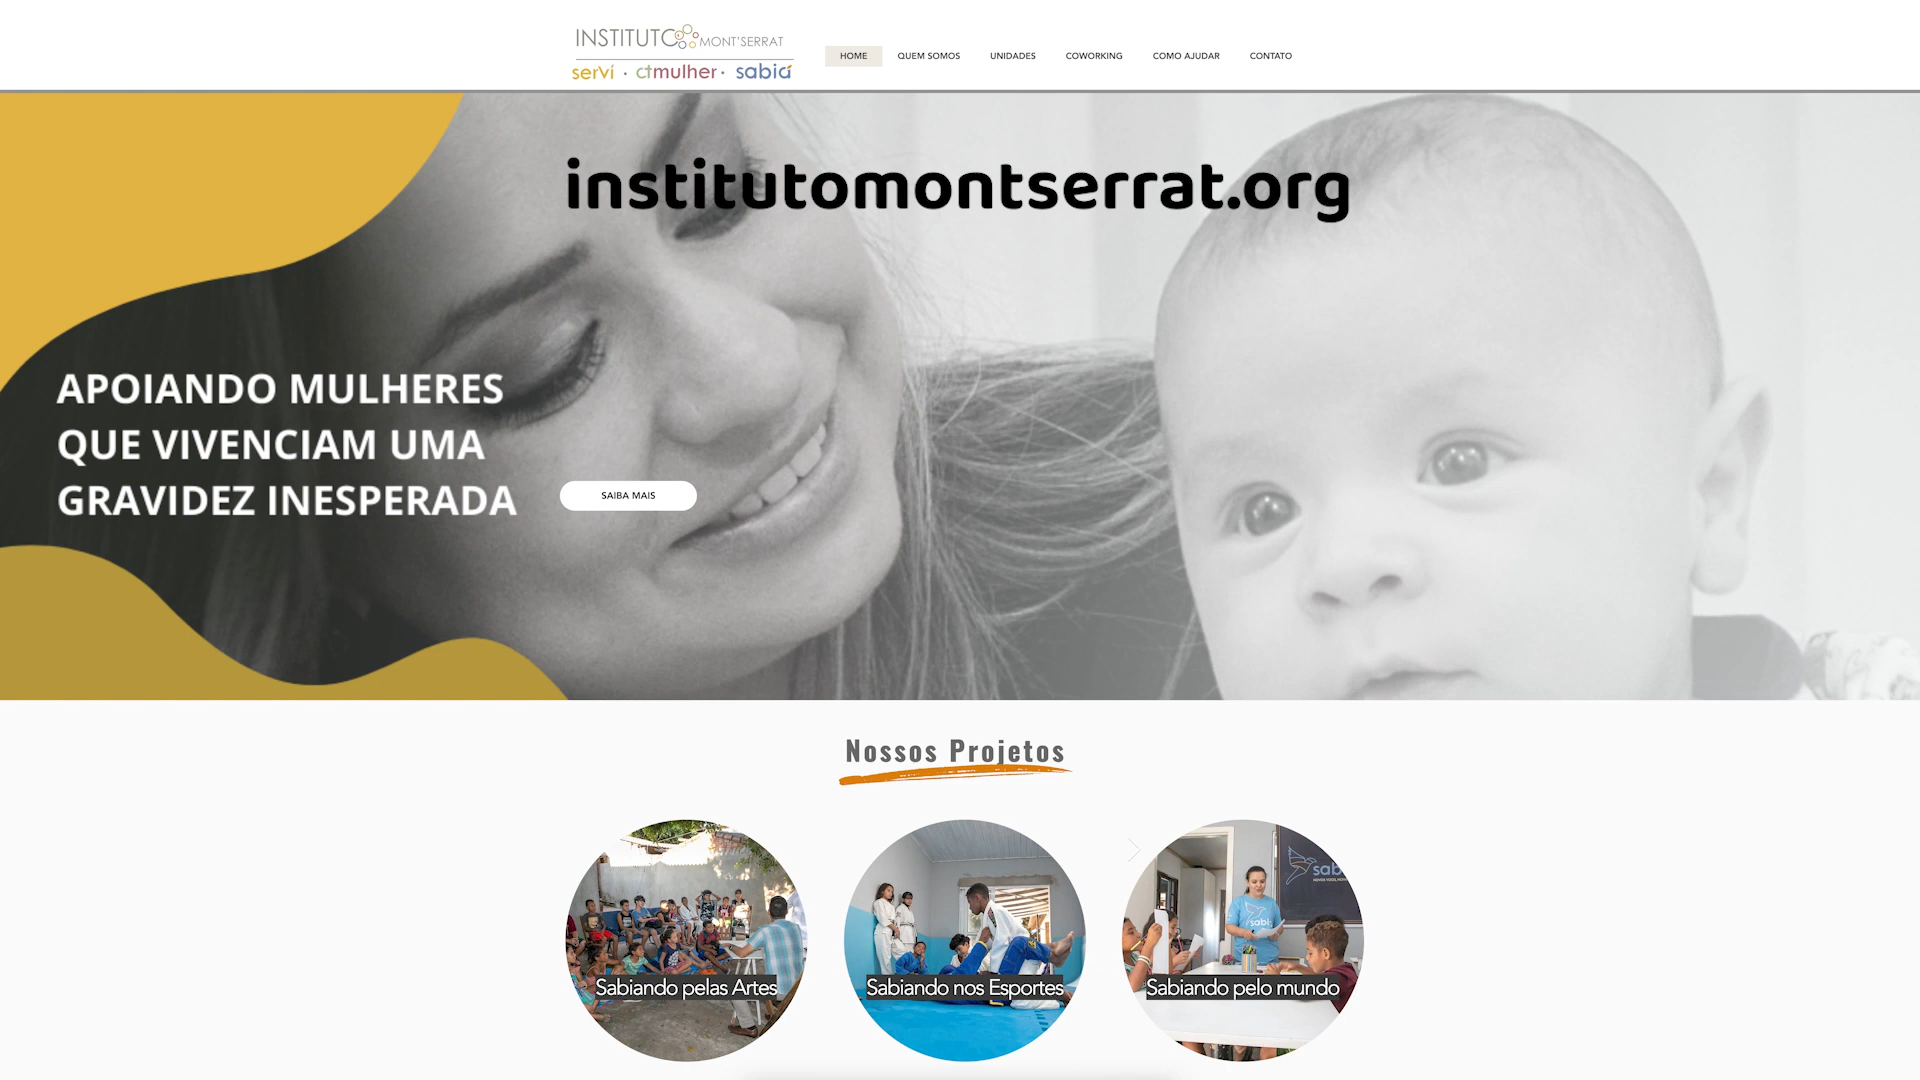 INSTITUTO MONT'SERRAT
serví · ctmulher · sabiá
HOME
QUEM SOMOS
UNIDADES
COWORKING
COMO AJUDAR
CONTATO
institutomontserrat.org
APOIANDO MULHERES
QUE VIVENCIAM UMA
GRAVIDEZ INESPERADA
SAIBA MAIS
Nossos Projetos
Sabiando pelas Artes
Sabiando nos Esportes
Sabiando pelo mundo